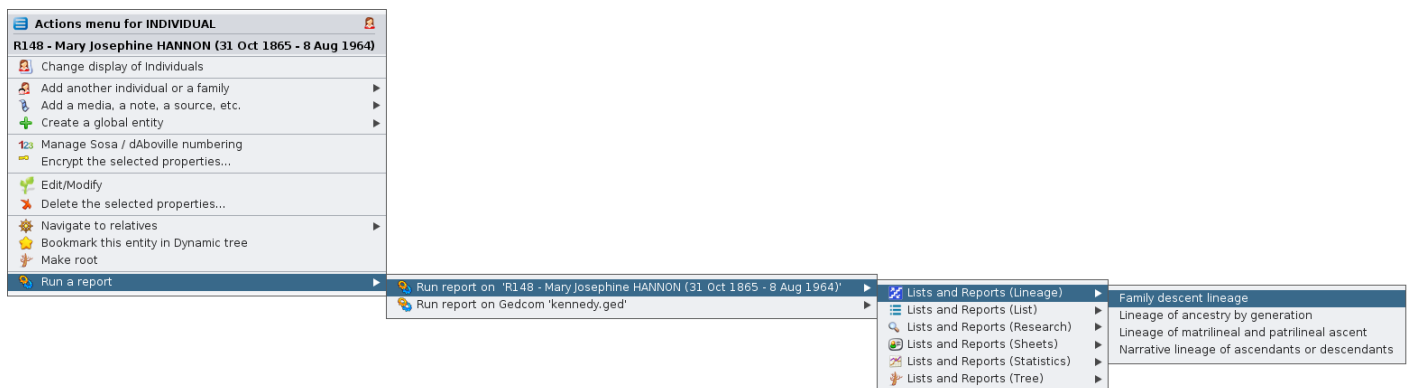 Actions menu for INDIVIDUAL
R148 - Mary Josephine HANNON (31 Oct 1865 - 8 Aug 1964)
Change display of Individuals
Add another individual or a family
Add a media, a note, a source, etc.
Create a global entity
123 Manage Sosa / dAboville numbering
Encrypt the selected properties...
Edit/Modify
Delete the selected properties...
Navigate to relatives
Bookmark this entity in Dynamic tree
Make root
Run a report
Run report on 'R148 - Mary Josephine HANNON (31 Oct 1865 - 8 Aug 1964)'
Run report on Gedcom 'kennedy.ged'
Lists and Reports (Lineage)
Lists and Reports (List)
Lists and Reports (Research)
Lists and Reports (Sheets)
Lists and Reports (Statistics)
Lists and Reports (Tree)
Family descent lineage
Lineage of ancestry by generation
Lineage of matrilineal and patrilineal ascent
Narrative lineage of ascendants or descendants